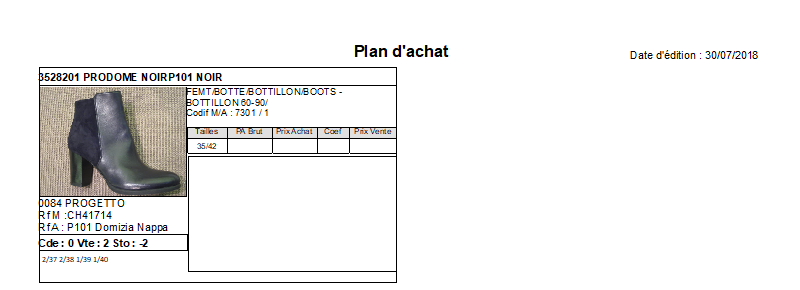 Plan d'achat
Date d'édition : 30/07/2018
3528201 PRODOME NOIRP101 NOIR
FEMT/BOTTE/BOTTILLON/BOOTS -
BOTTILLON 60-90/
Codif M/A : 7301 / 1
Tailles PA Brut Prix Achat Coef Prix Vente
35/42
0084 PROGETTO
RfM :CH41714
RfA : P101 Domizia Nappa
Cde : 0 Vte : 2 Sto : -2
2/37 2/38 1/39 1/40